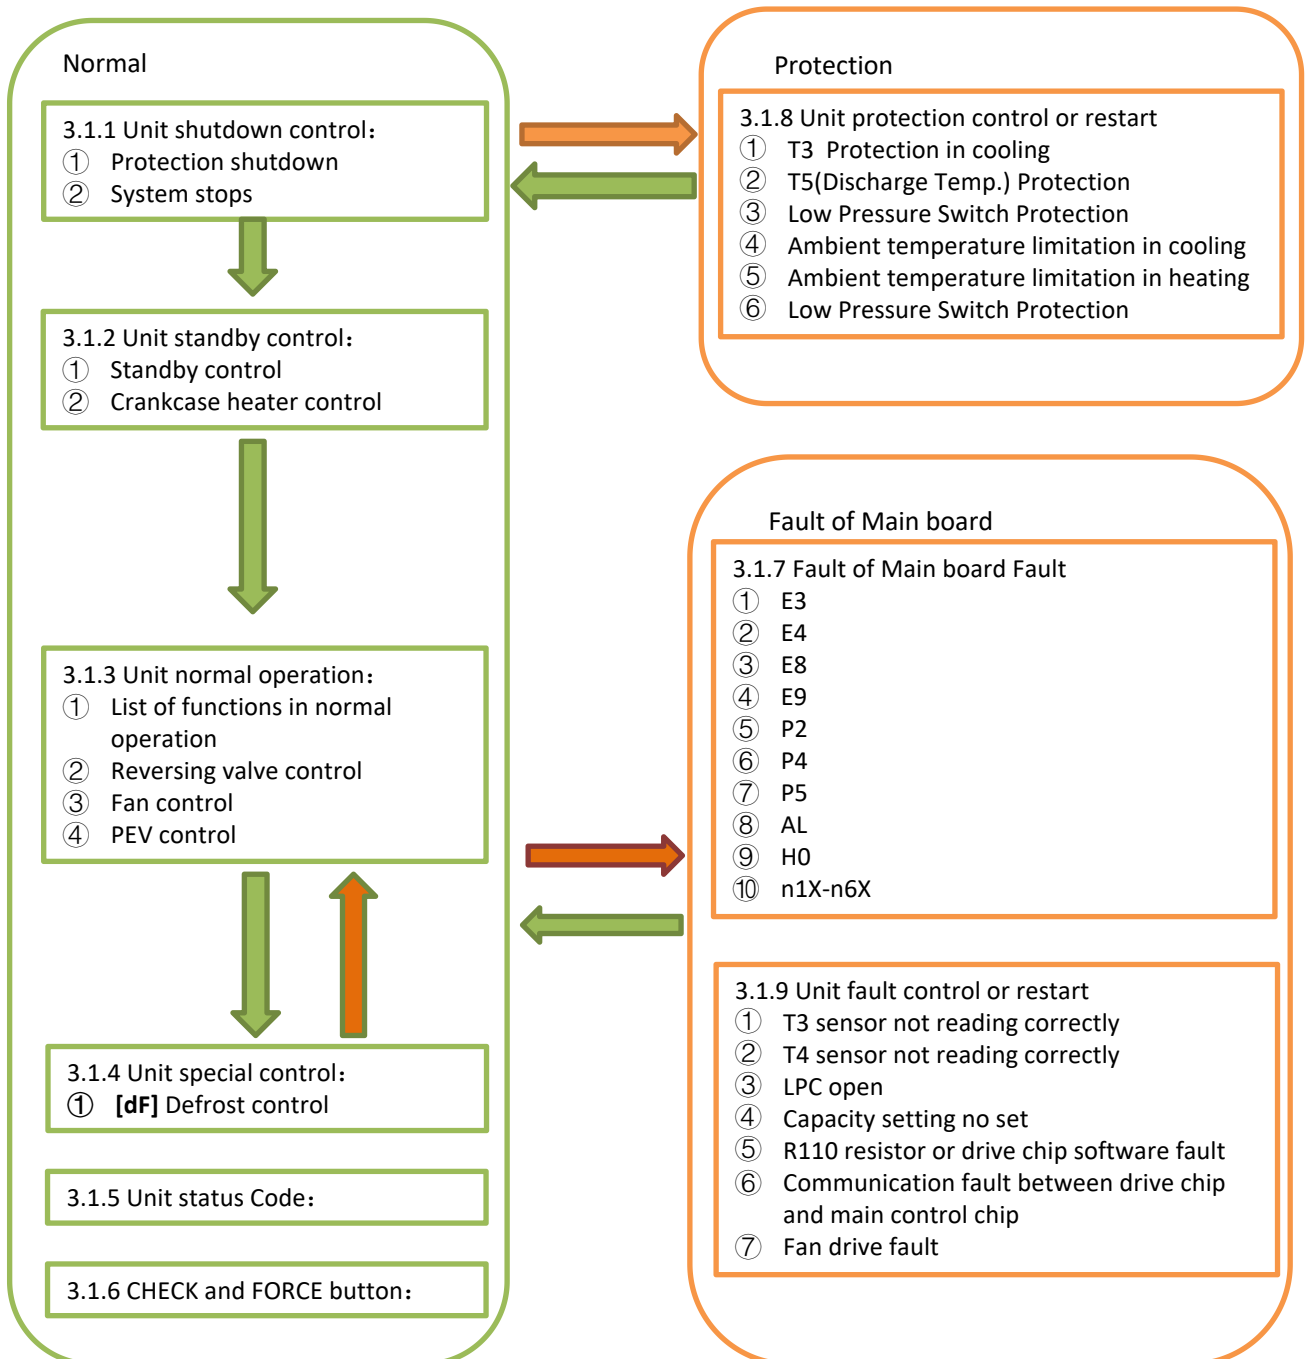 Normal
3.1.1 Unit shutdown control：
① Protection shutdown
② System stops
3.1.2 Unit standby control：
① Standby control
② Crankcase heater control
3.1.3 Unit normal operation：
① List of functions in normal
operation
② Reversing valve control
③ Fan control
④ PEV control
3.1.4 Unit special control：
① [dF] Defrost control
3.1.5 Unit status Code：
3.1.6 CHECK and FORCE button：
Protection
3.1.8 Unit protection control or restart
① T3 Protection in cooling
② T5(Discharge Temp.) Protection
③ Low Pressure Switch Protection
④ Ambient temperature limitation in cooling
⑤ Ambient temperature limitation in heating
⑥ Low Pressure Switch Protection
Fault of Main board
3.1.7 Fault of Main board Fault
① E3
② E4
③ E8
④ E9
⑤ P2
⑥ P4
⑦ P5
⑧ AL
⑨ H0
⑩ n1X-n6X
3.1.9 Unit fault control or restart
① T3 sensor not reading correctly
② T4 sensor not reading correctly
③ LPC open
④ Capacity setting no set
⑤ R110 resistor or drive chip software fault
⑥ Communication fault between drive chip
and main control chip
⑦ Fan drive fault